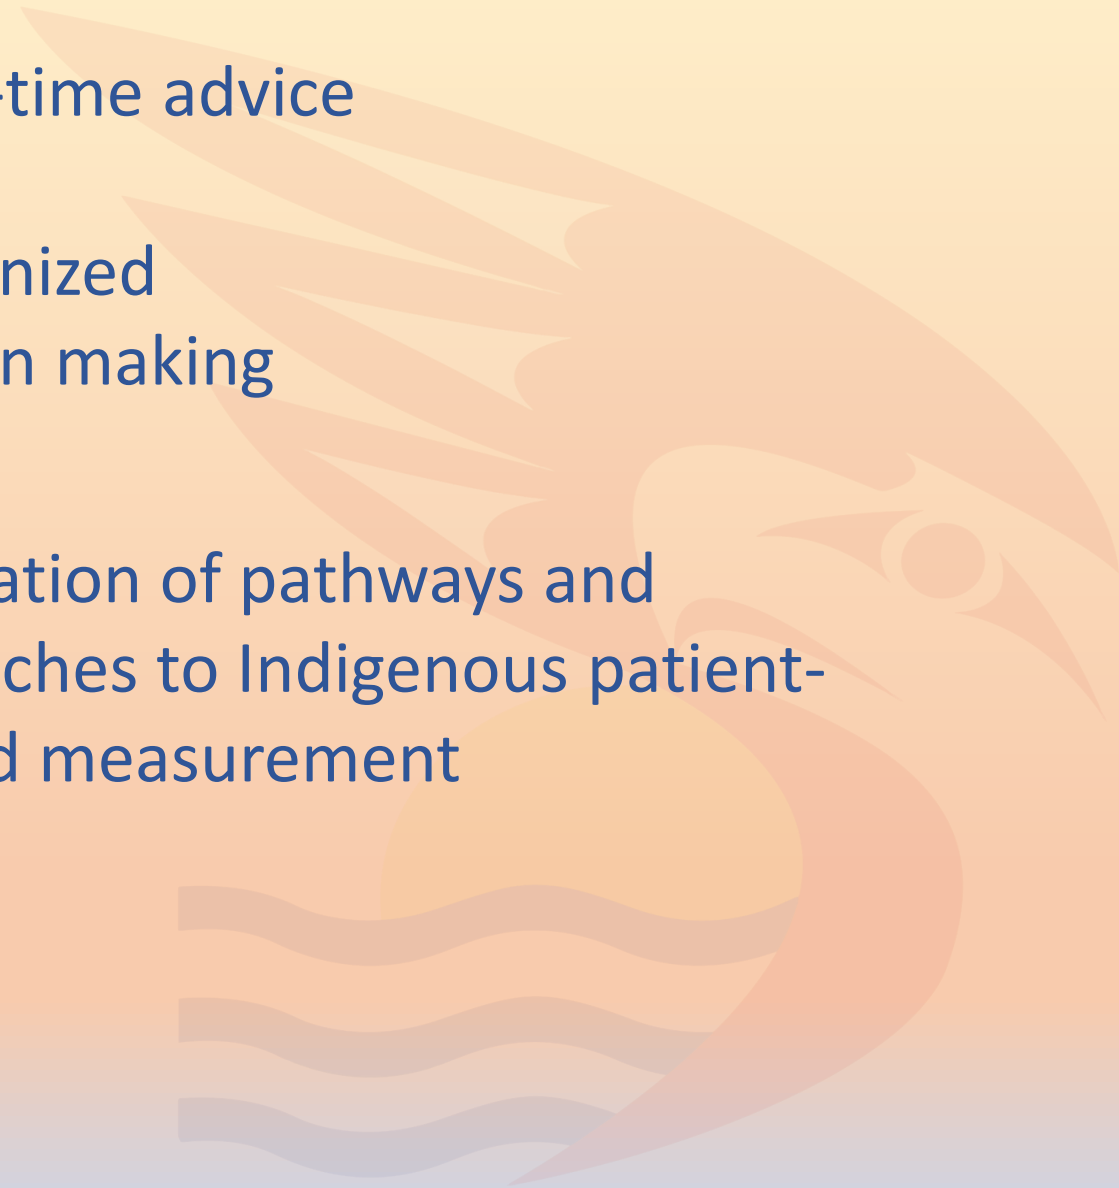 -time advice
nized
n making
ation of pathways and
ches to Indigenous patient-
d measurement